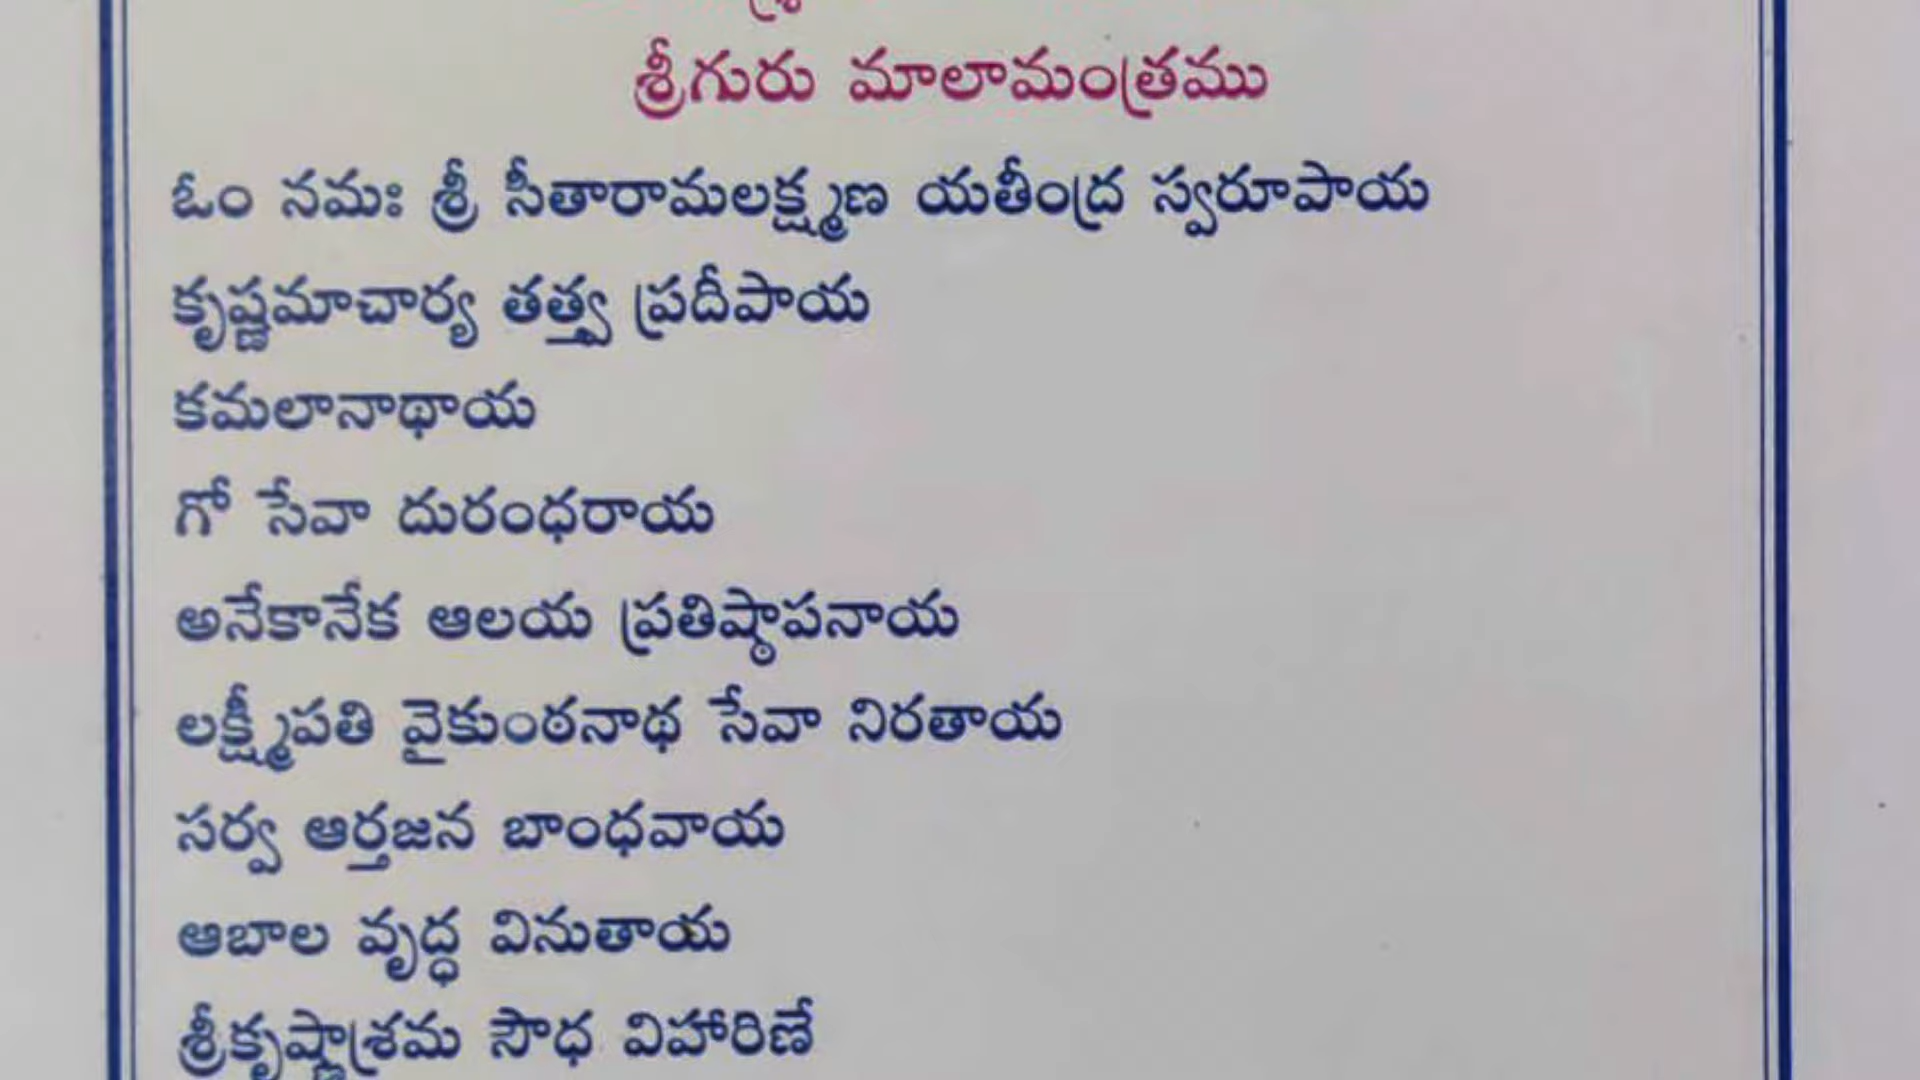 శ్రీగురు మాలామంత్రము
ఓం నమః శ్రీ సీతారామలక్ష్మణ యతీంద్ర స్వరూపాయ
కృష్ణమాచార్య తత్త్వ ప్రదీపాయ
కమలానాథాయ
గో సేవా దురంధరాయ
అనేకానేక ఆలయ ప్రతిష్ఠాపనాయ
లక్ష్మీపతి వైకుంఠనాథ సేవా నిరతాయ
సర్వ ఆర్తజన బాంధవాయ
ఆబాల వృద్ధ వినుతాయ
శ్రీకృష్ణాశ్రమ సౌధ విహారిణే